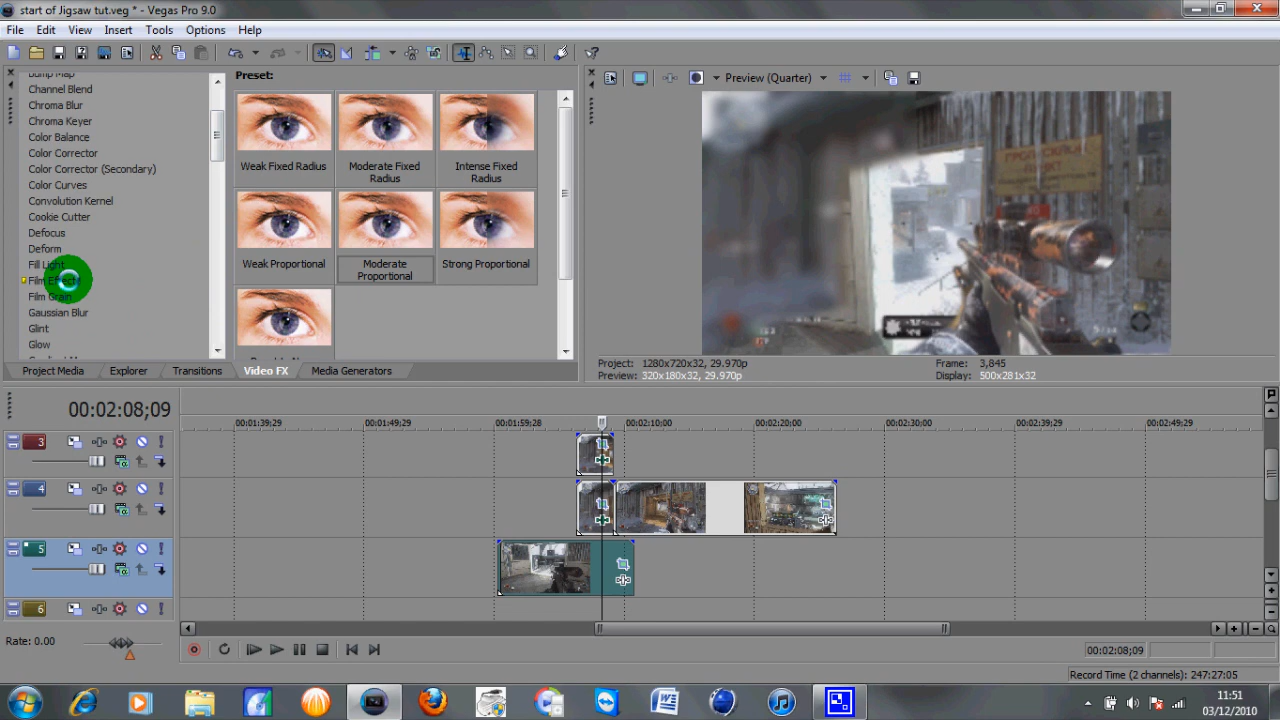 start of Jigsaw tut.veg * - Vegas Pro 9.0
File Edit View Insert Tools Options Help
Bump Map
Channel Blend
Chroma Blur
Chroma Keyer
Color Balance
Color Corrector
Color Corrector (Secondary)
Color Curves
Convolution Kernel
Cookie Cutter
Defocus
Deform
Fill Light
Film Effects
Film Grain
Gaussian Blur
Glint
Glow
Preset:
Weak Fixed Radius
Moderate Fixed
Radius
Intense Fixed
Radius
Weak Proportional
Moderate
Proportional
Strong Proportional
Project Media Explorer Transitions Video FX Media Generators
Preview (Quarter)
Project: 1280x720x32, 29.970p
Preview: 320x180x32, 29.970p
Frame: 3,845
Display: 500x281x32
00:02:08;09
00:01:39;29 00:01:49;29 00:01:59;28 00:02:10;00 00:02:20;00 00:02:30;00 00:02:39;29 00:02:49;29
3
4
5
6
Rate: 0.00
00:02:08;09
Record Time (2 channels): 247:27:05
11:51
03/12/2010